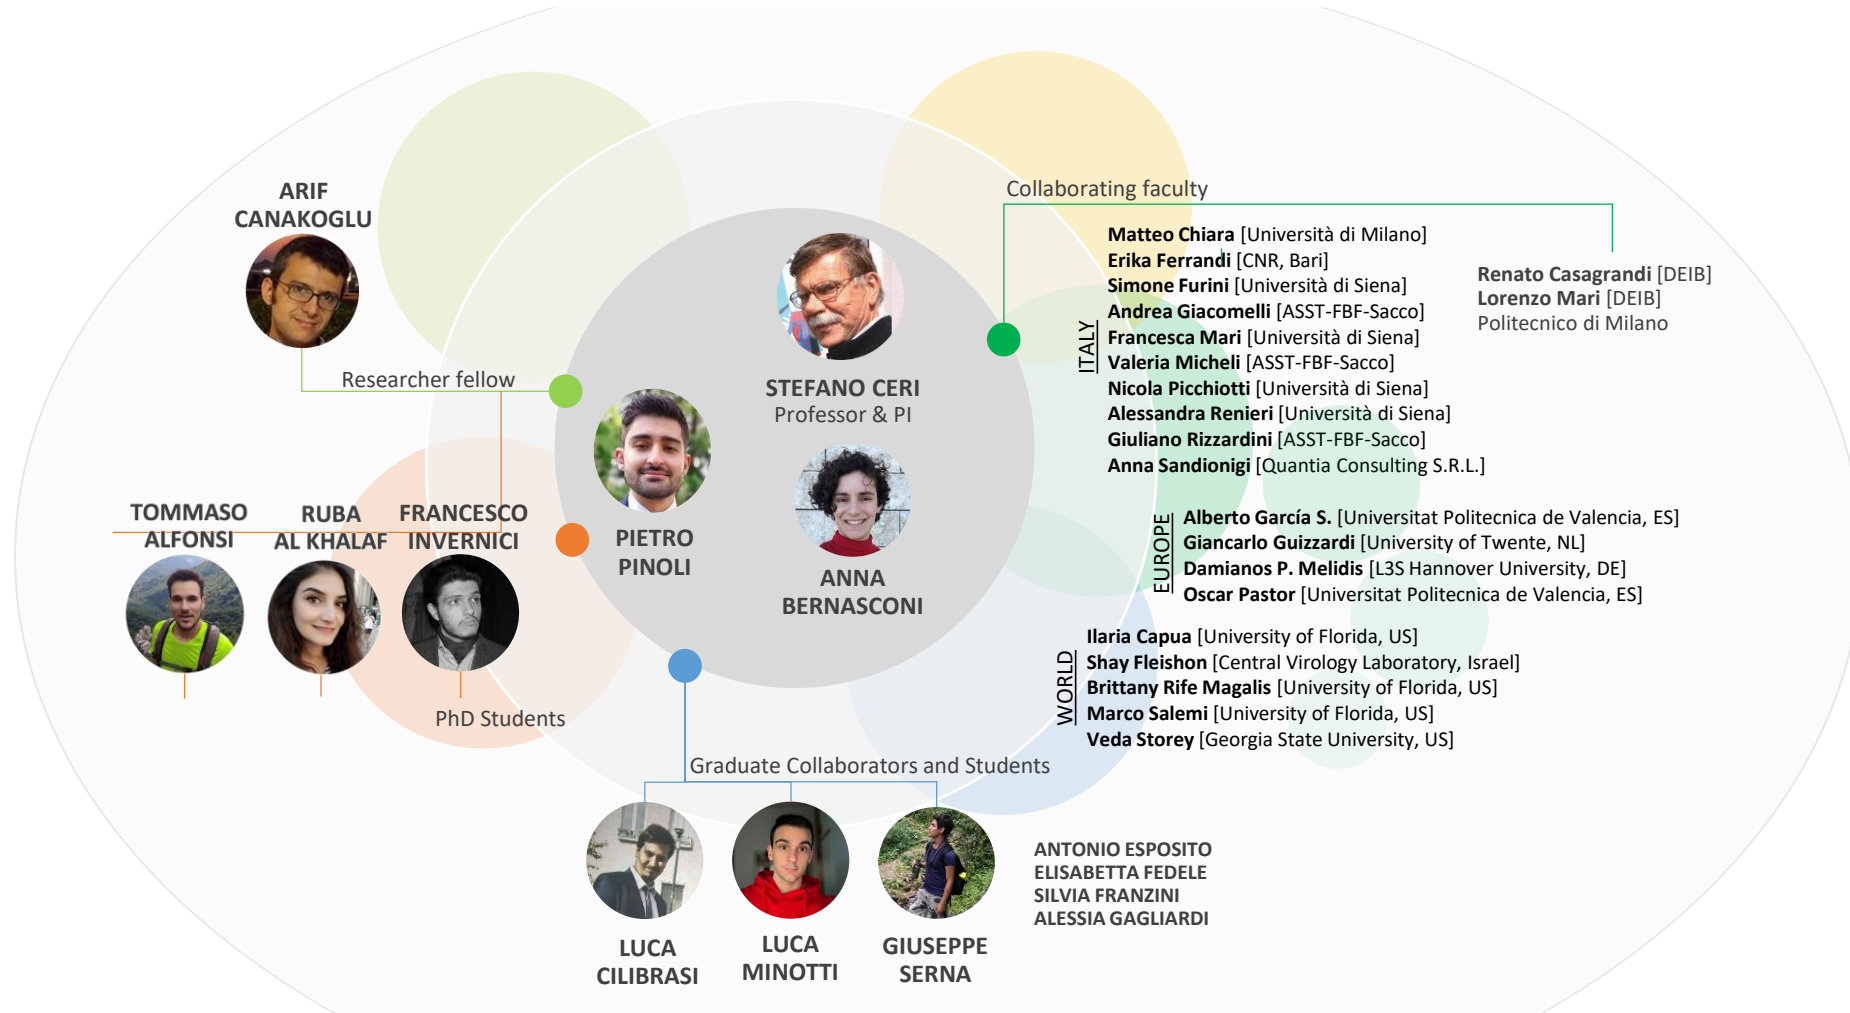 ARIF
CANAKOGLU
Researcher fellow
TOMMASO
ALFONSI
RUBA
AL KHALAF
FRANCESCO
INVERNICI
PhD Students
STEFANO CERI
Professor & PI
PIETRO
PINOLI
ANNA
BERNASCONI
Collaborating faculty
ITALY
Matteo Chiara [Università di Milano]
Erika Ferrandi [CNR, Bari]
Simone Furini [Università di Siena]
Andrea Giacomelli [ASST-FBF-Sacco]
Francesca Mari [Università di Siena]
Valeria Micheli [ASST-FBF-Sacco]
Nicola Picchiotti [Università di Siena]
Alessandra Renieri [Università di Siena]
Giuliano Rizzardini [ASST-FBF-Sacco]
Anna Sandionigi [Quantia Consulting S.R.L.]
Renato Casagrandi [DEIB]
Lorenzo Mari [DEIB]
Politecnico di Milano
EUROPE
Alberto García S. [Universitat Politecnica de Valencia, ES]
Giancarlo Guizzardi [University of Twente, NL]
Damianos P. Melidis [L3S Hannover University, DE]
Oscar Pastor [Universitat Politecnica de Valencia, ES]
WORLD
Ilaria Capua [University of Florida, US]
Shay Fleishon [Central Virology Laboratory, Israel]
Brittany Rife Magalis [University of Florida, US]
Marco Salemi [University of Florida, US]
Veda Storey [Georgia State University, US]
Graduate Collaborators and Students
LUCA
CILIBRASI
LUCA
MINOTTI
GIUSEPPE
SERNA
ANTONIO ESPOSITO
ELISABETTA FEDELE
SILVIA FRANZINI
ALESSIA GAGLIARDI